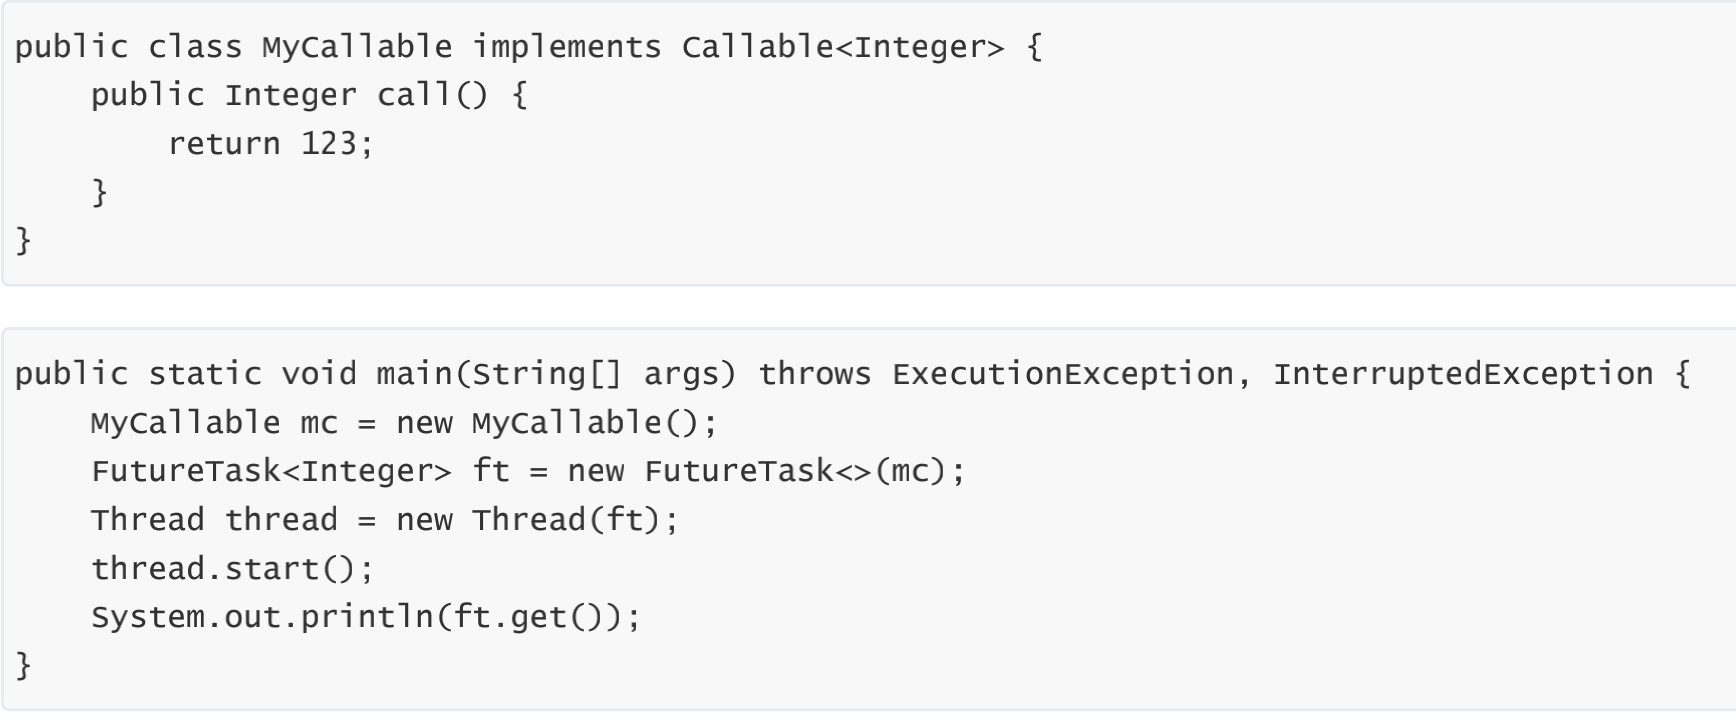 public class MyCallable implements Callable<Integer> {
    public Integer call() {
        return 123;
    }
}
public static void main(String[] args) throws ExecutionException, InterruptedException {
    MyCallable mc = new MyCallable();
    FutureTask<Integer> ft = new FutureTask<>(mc);
    Thread thread = new Thread(ft);
    thread.start();
    System.out.println(ft.get());
}